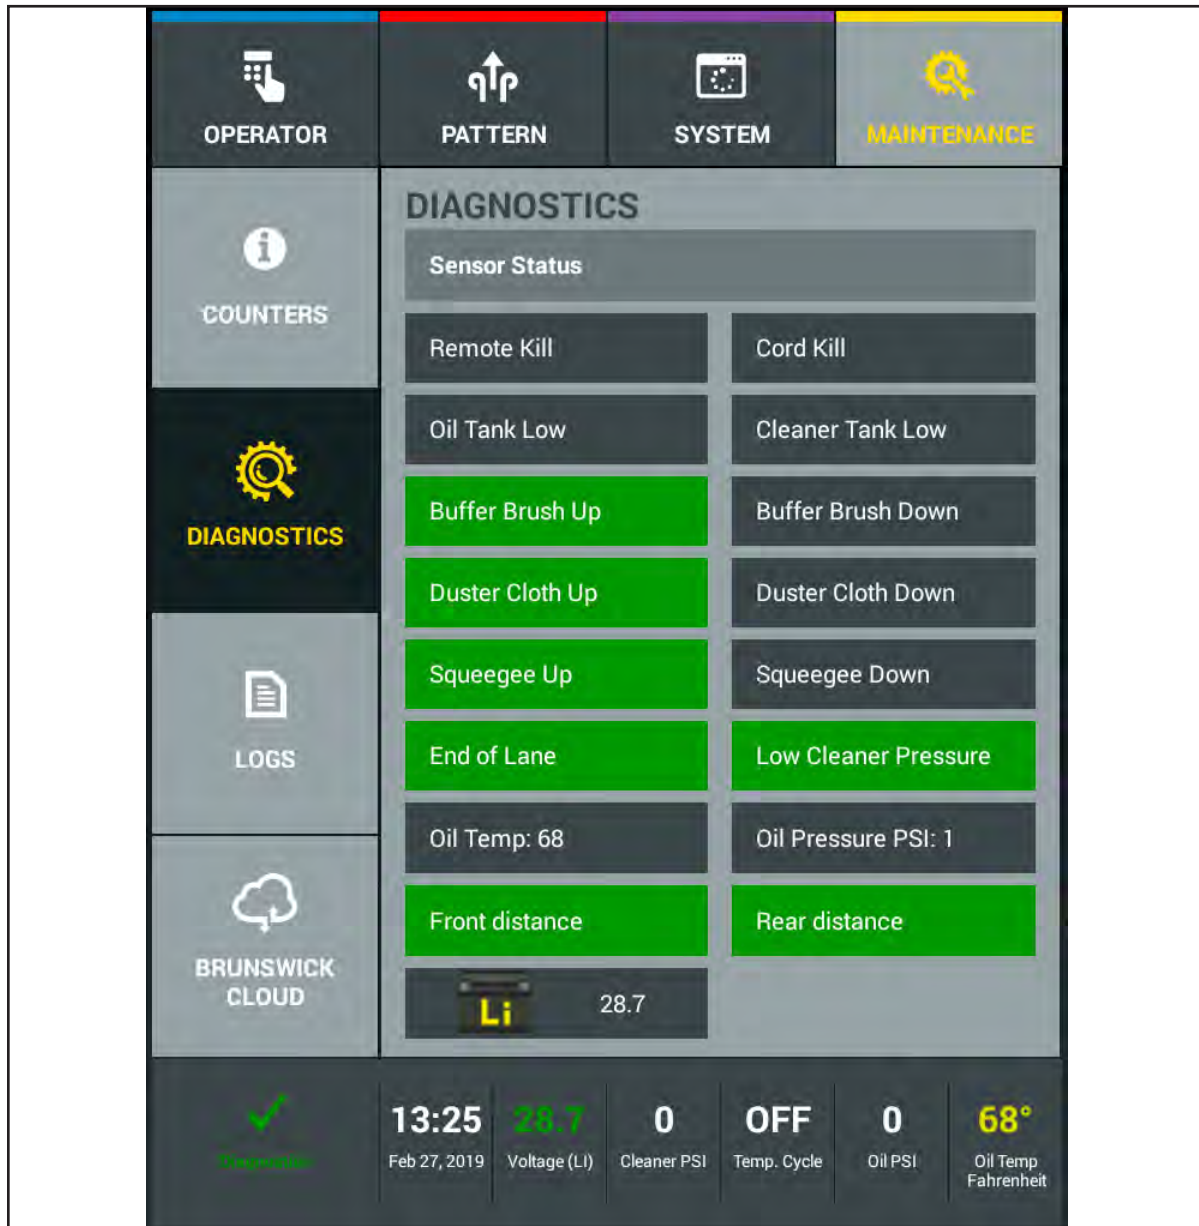 OPERATOR
PATTERN
SYSTEM
MAINTENANCE
COUNTERS
DIAGNOSTICS
LOGS
BRUNSWICK
CLOUD
DIAGNOSTICS
Sensor Status
Remote Kill
Cord Kill
Oil Tank Low
Cleaner Tank Low
Buffer Brush Up
Buffer Brush Down
Duster Cloth Up
Duster Cloth Down
Squeegee Up
Squeegee Down
End of Lane
Low Cleaner Pressure
Oil Temp: 68
Oil Pressure PSI: 1
Front distance
Rear distance
Li
28.7
13:25
Feb 27, 2019
28.7
Voltage (LI)
0
Cleaner PSI
OFF
Temp. Cycle
0
Oil PSI
68°
Oil Temp
Fahrenheit